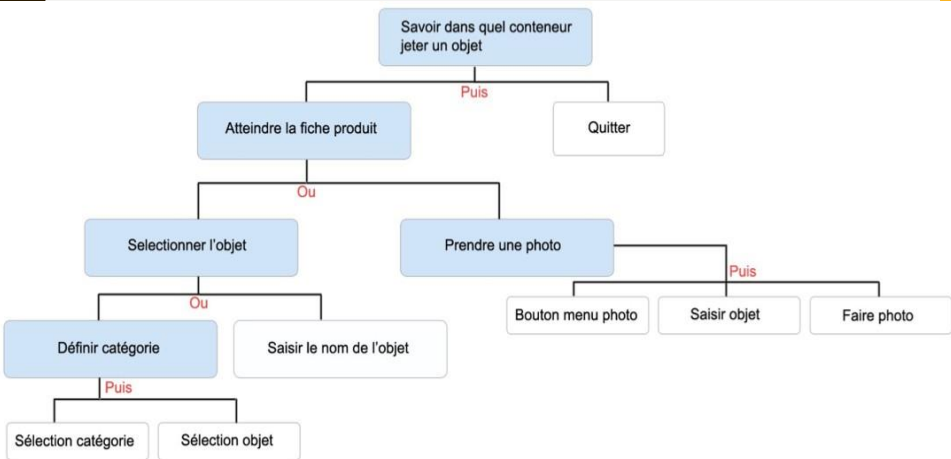 Savoir dans quel conteneur
jeter un objet
Puis
Atteindre la fiche produit
Quitter
Ou
Selectionner l'objet
Prendre une photo
Puis
Ou
Bouton menu photo
Saisir objet
Faire photo
Définir catégorie
Saisir le nom de l'objet
Puis
Sélection catégorie
Sélection objet